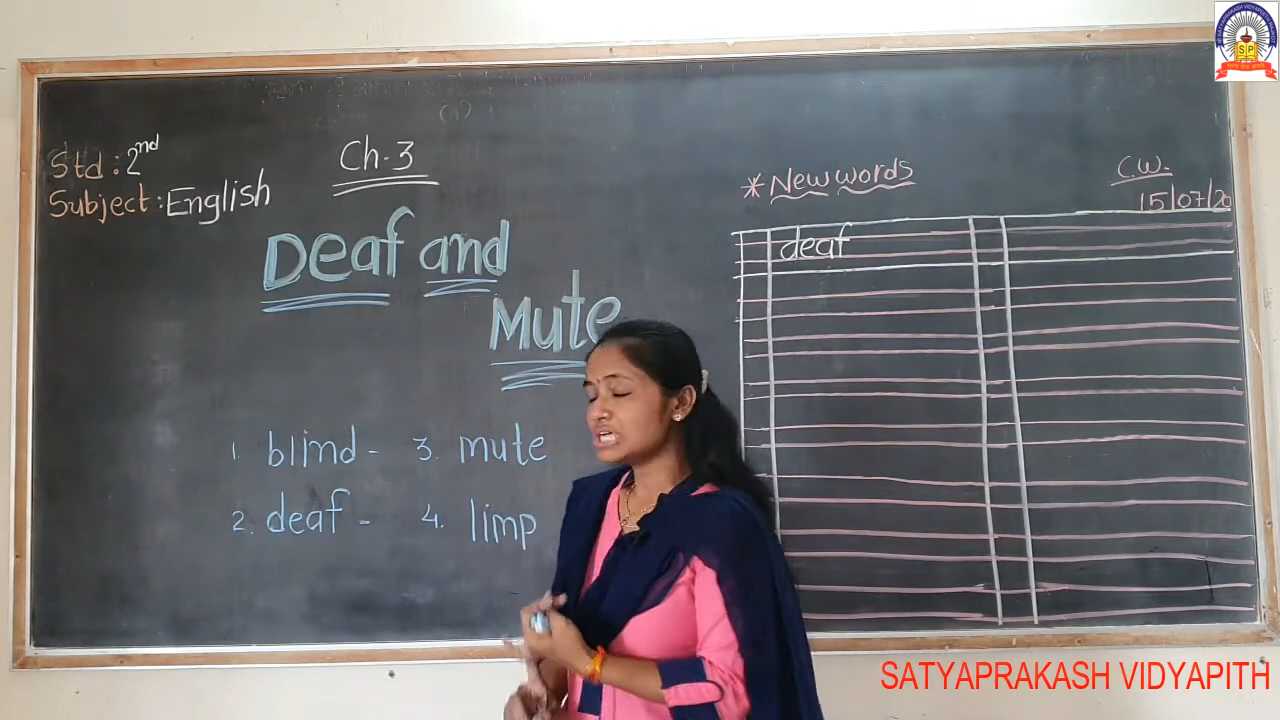 Std : 2nd
Subject : English
Ch. 3
Deaf and
Mute
1. blind -
3. mute
2. deaf -
4. limp
* New words
C.W.
15/07/20
deaf
SP
SATYAPRAKASH VIDYAPITH